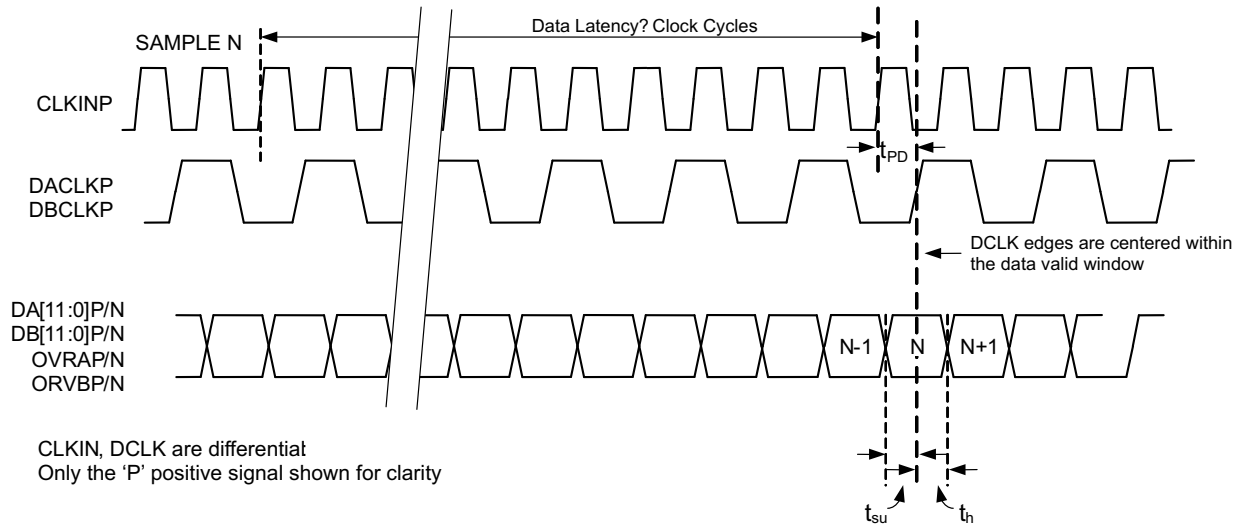 Data Latency? Clock Cycles
SAMPLE N
CLKINP
tPD
DACLKP
DBCLKP
DCLK edges are centered within
the data valid window
DA[11:0]P/N
DB[11:0]P/N
OVRAP/N
ORVBP/N
N-1
N
N+1
CLKIN, DCLK are differential:
Only the ‘P’ positive signal shown for clarity
tsu
th